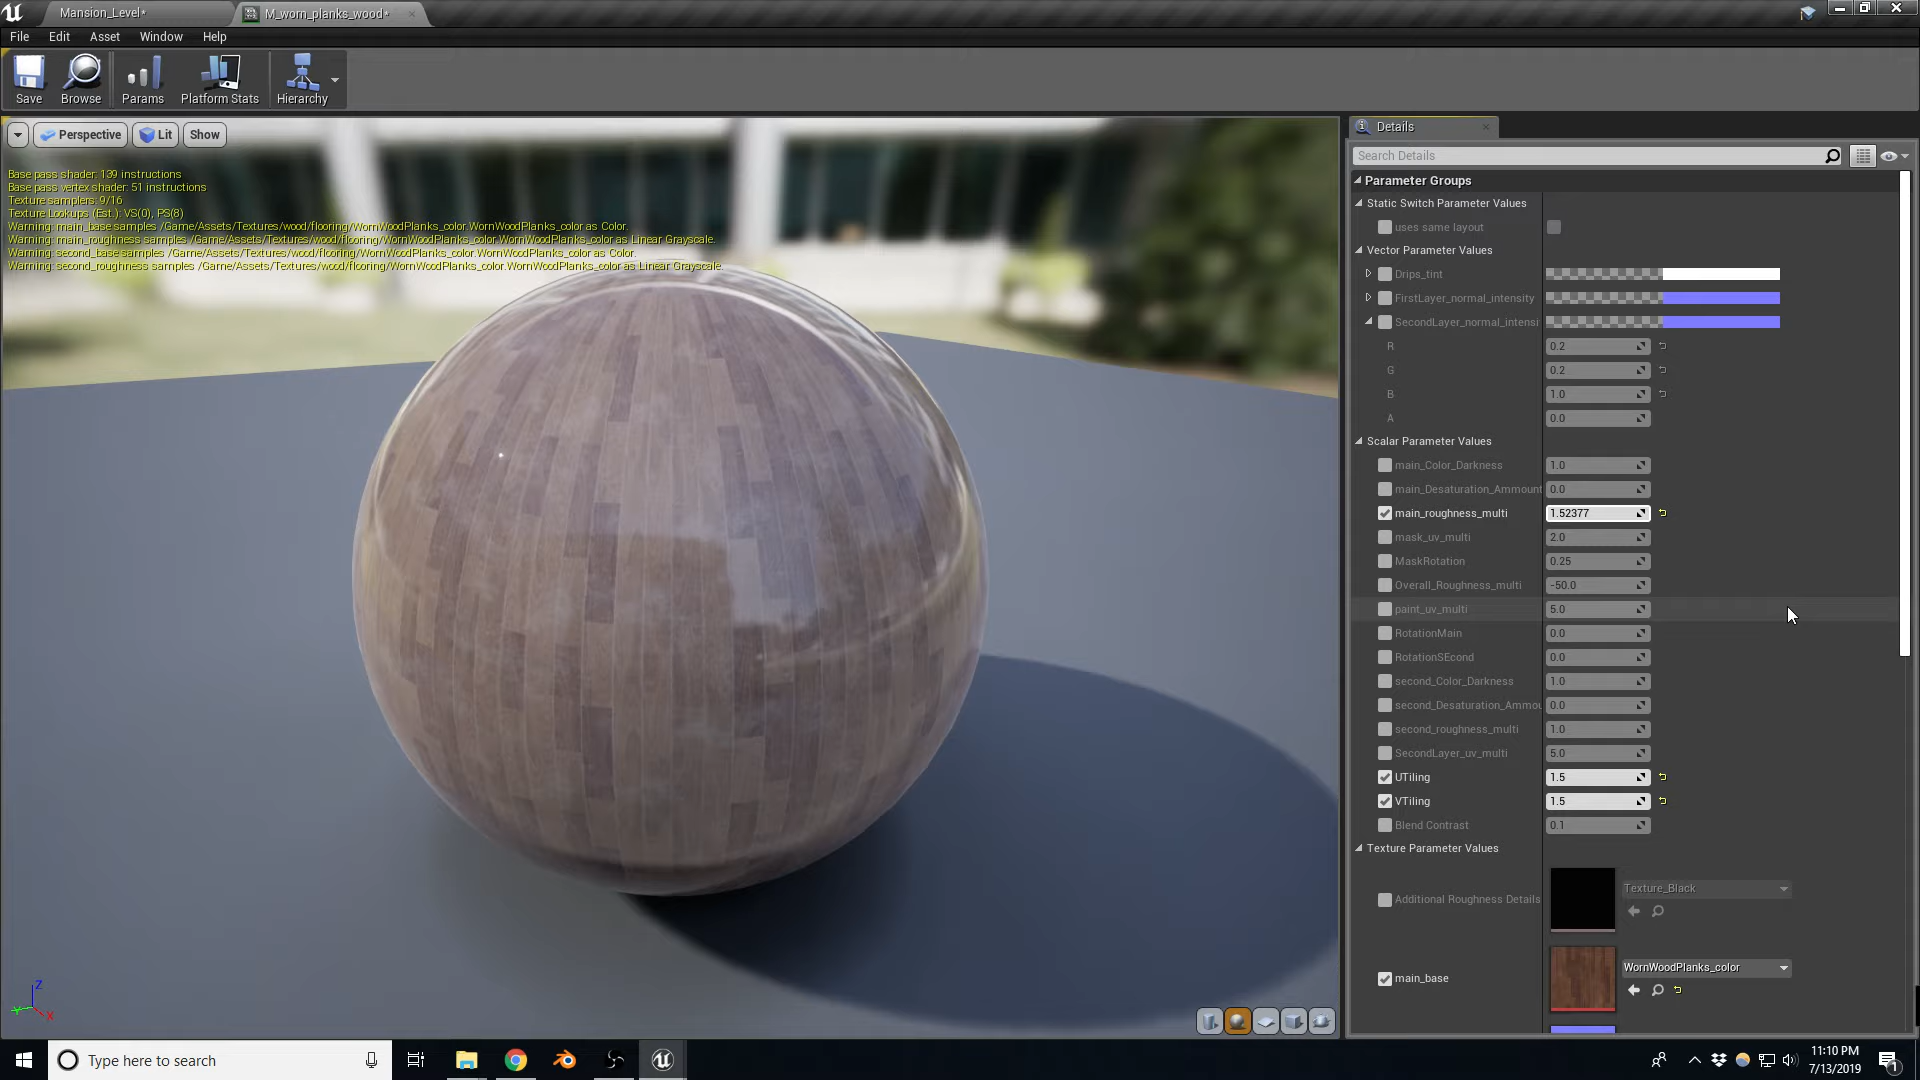 Mansion_Level*
M_worn_planks_wood*
File Edit Asset Window Help
Save Browse Params Platform Stats Hierarchy
Perspective Lit Show
Base pass shader: 139 instructions
Base pass vertex shader: 51 instructions
Texture samplers: 9/16
Texture Lookups (Est.): VS(0), PS(8)
Warning: main_base samples /Game/Assets/Textures/wood/flooring/WornWoodPlanks_color.WornWoodPlanks_color as Color.
Warning: main_roughness samples /Game/Assets/Textures/wood/flooring/WornWoodPlanks_color.WornWoodPlanks_color as Linear Grayscale.
Warning: second_base samples /Game/Assets/Textures/wood/flooring/WornWoodPlanks_color.WornWoodPlanks_color as Color.
Warning: second_roughness samples /Game/Assets/Textures/wood/flooring/WornWoodPlanks_color.WornWoodPlanks_color as Linear Grayscale.
Z
Y
X
Details
Search Details
Parameter Groups
Static Switch Parameter Values
uses same layout
Vector Parameter Values
Drips_tint
FirstLayer_normal_intensity
SecondLayer_normal_intensi
R 0.2
G 0.2
B 1.0
A 0.0
Scalar Parameter Values
main_Color_Darkness 1.0
main_Desaturation_Ammount 0.0
main_roughness_multi 1.52377
mask_uv_multi 2.0
MaskRotation 0.25
Overall_Roughness_multi -50.0
paint_uv_multi 5.0
RotationMain 0.0
RotationSEcond 0.0
second_Color_Darkness 1.0
second_Desaturation_Ammou 0.0
second_roughness_multi 1.0
SecondLayer_uv_multi 5.0
UTiling 1.5
VTiling 1.5
Blend Contrast 0.1
Texture Parameter Values
Additional Roughness Details Texture_Black
main_base WornWoodPlanks_color
Type here to search
11:10 PM
7/13/2019
1